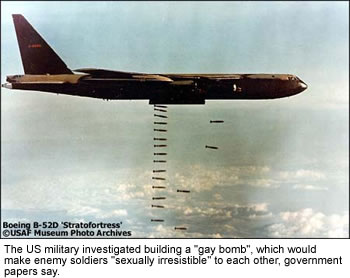 Boeing B-52D 'Stratofortress'
©USAF Museum Photo Archives
The US military investigated building a "gay bomb", which would
make enemy soldiers "sexually irresistible" to each other, government
papers say.